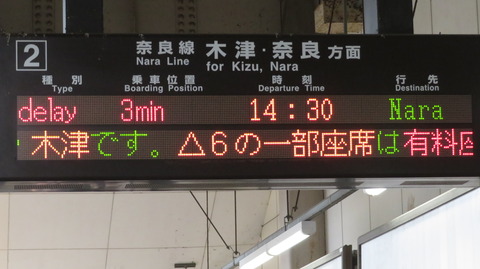 2 奈良線 木津・奈良方面
Nara Line for Kizu, Nara
種別 乗車位置 時刻 行先
Type Boarding Position Departure Time Destination
delay 3min 14:30 Nara
木津です。△6の一部座席は有料座